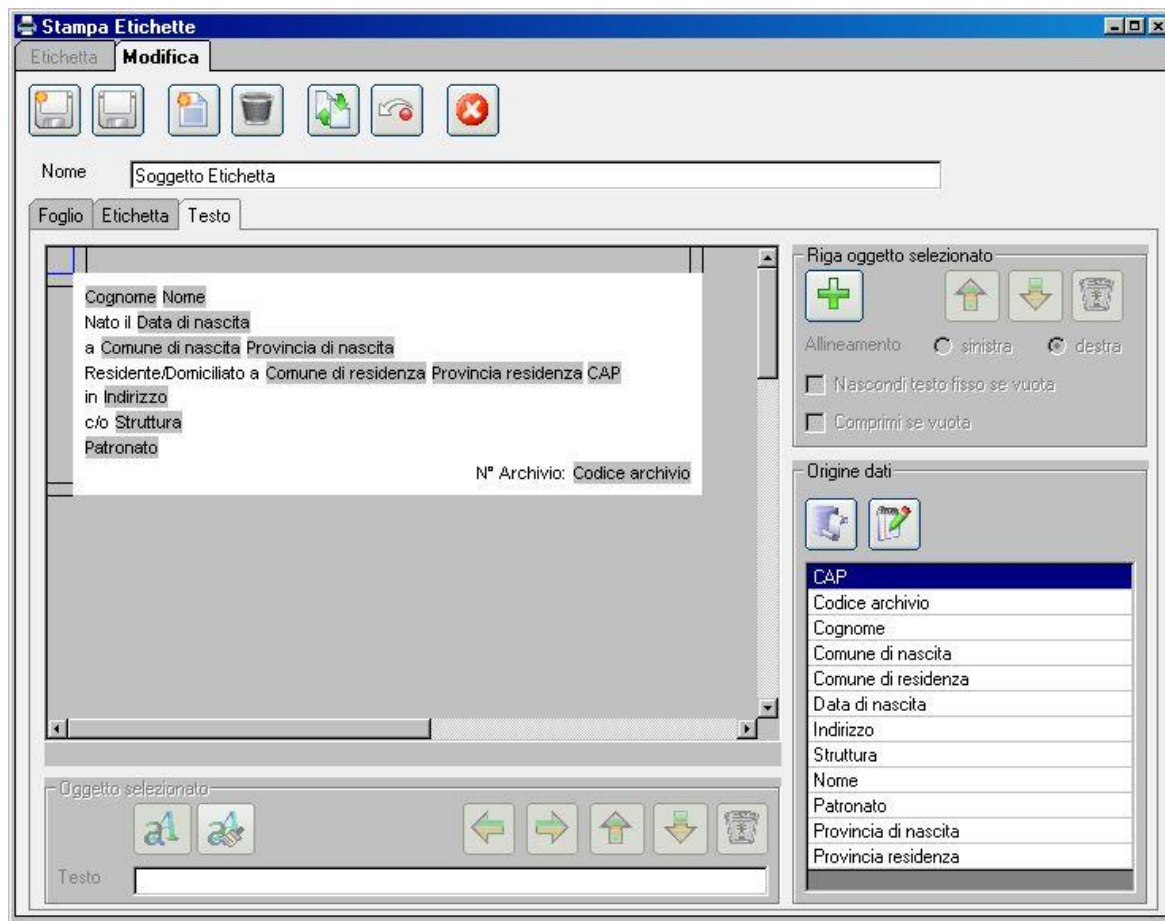 Stampa Etichette
Etichetta Modifica
Nome Soggetto Etichetta
Foglio Etichetta Testo
Cognome Nome
Nato il Data di nascita
a Comune di nascita Provincia di nascita
Residente/Domiciliato a Comune di residenza Provincia residenza CAP
in Indirizzo
c/o Struttura
Patronato
N° Archivio: Codice archivio
Oggetto selezionato
Testo
Riga oggetto selezionato
Allineamento sinistra destra
Nascondi testo fisso se vuota
Comprimi se vuota
Origine dati
CAP
Codice archivio
Cognome
Comune di nascita
Comune di residenza
Data di nascita
Indirizzo
Struttura
Nome
Patronato
Provincia di nascita
Provincia residenza